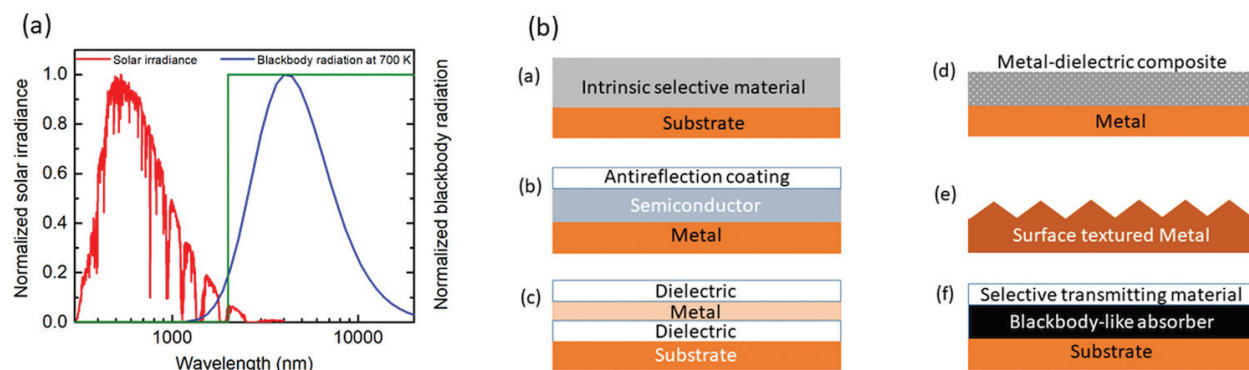 (a)
Solar irradiance
Blackbody radiation at 700 K
Normalized solar irradiance
1.0
0.8
0.6
0.4
0.2
0.0
1000
10000
Wavelength (nm)
Normalized blackbody radiation
(b)
(a)
Intrinsic selective material
Substrate
(b)
Antireflection coating
Semiconductor
Metal
(c)
Dielectric
Metal
Dielectric
Substrate
(d)
Metal-dielectric composite
Metal
(e)
Surface textured Metal
(f)
Selective transmitting material
Blackbody-like absorber
Substrate